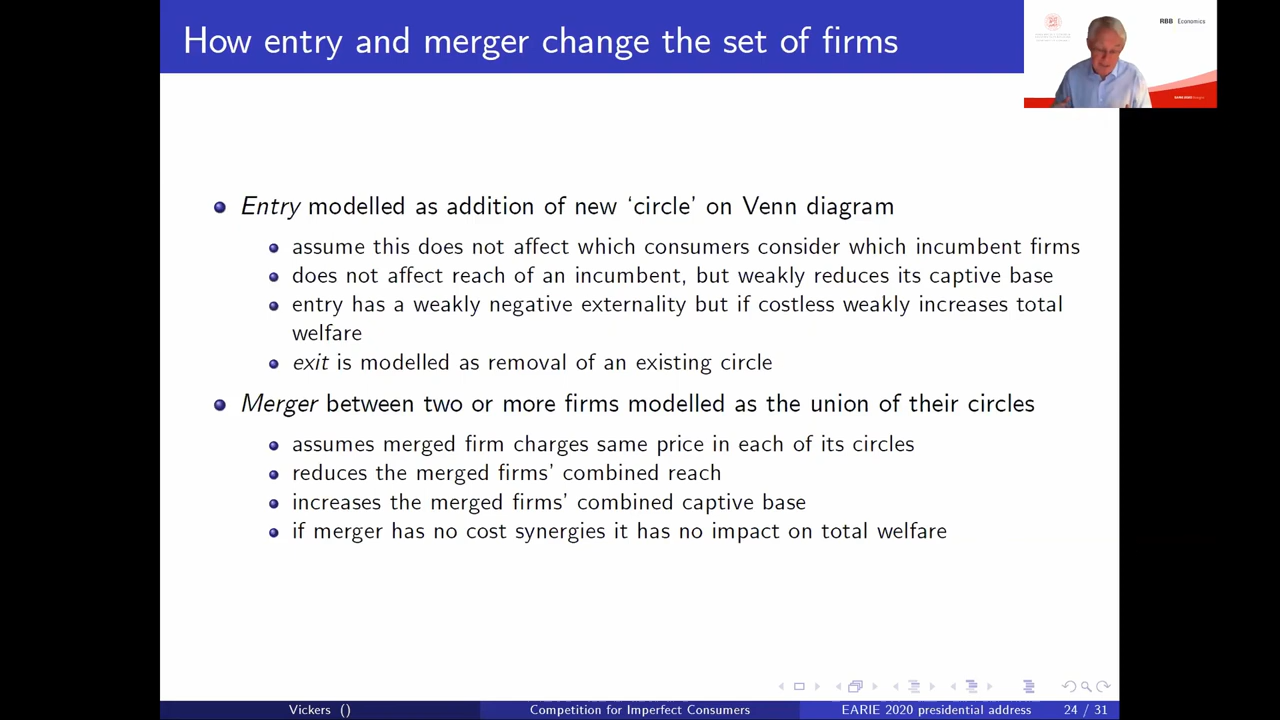 How entry and merger change the set of firms
RBB Economics
Entry modelled as addition of new ‘circle’ on Venn diagram
assume this does not affect which consumers consider which incumbent firms
does not affect reach of an incumbent, but weakly reduces its captive base
entry has a weakly negative externality but if costless weakly increases total
welfare
exit is modelled as removal of an existing circle
Merger between two or more firms modelled as the union of their circles
assumes merged firm charges same price in each of its circles
reduces the merged firms’ combined reach
increases the merged firms’ combined captive base
if merger has no cost synergies it has no impact on total welfare
Vickers ()
Competition for Imperfect Consumers
EARIE 2020 presidential address
24 / 31